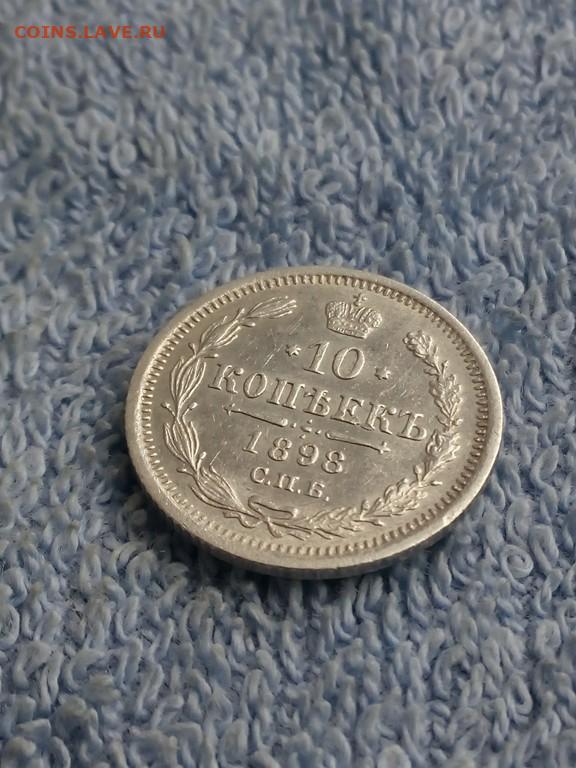 COINS.LAVE.RU
* 10 *
КОПѢЕКЪ
1898
С.П.Б.